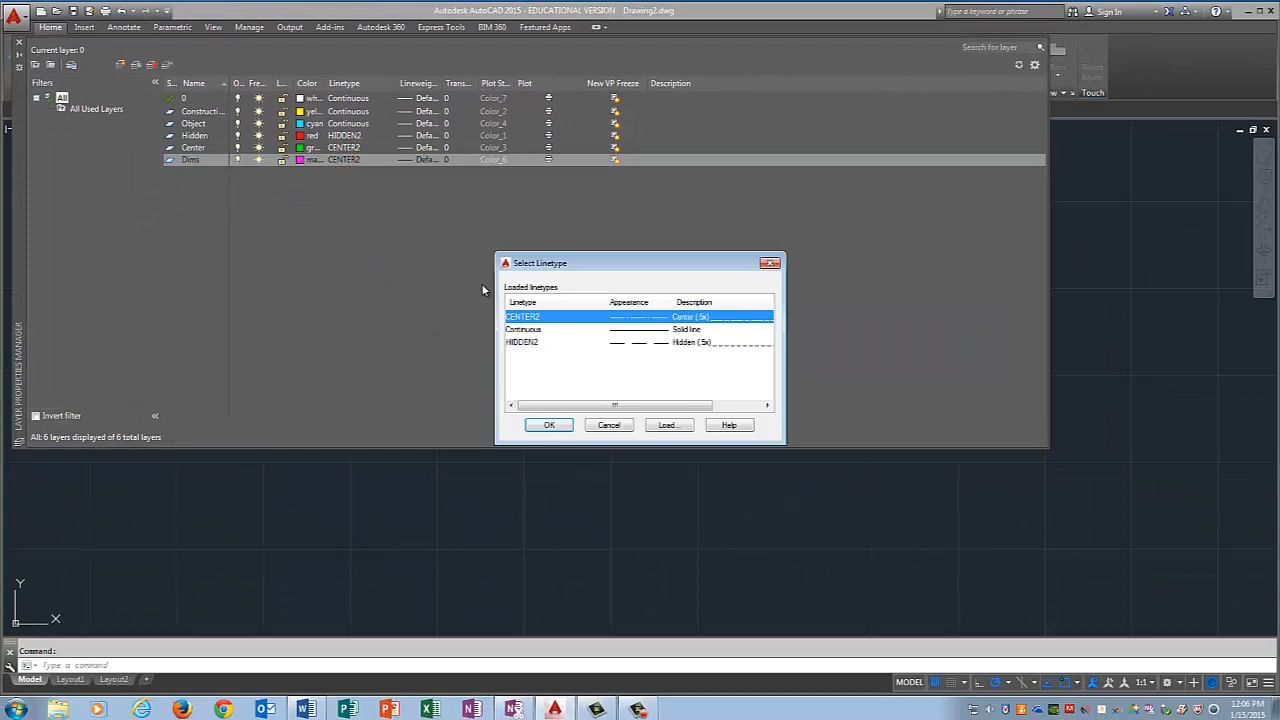 Autodesk AutoCAD 2015 - EDUCATIONAL VERSION Drawing2.dwg
Type a keyword or phrase
Sign In
Home Insert Annotate Parametric View Manage Output Add-ins Autodesk 360 Express Tools BIM 360 Featured Apps
Current layer: 0
Search for layer
Filters
S... Name O.. Fre... L... Color Linetype Lineweig... Trans... Plot St... Plot New VP Freeze Description
All
All Used Layers
0 wh... Continuous Defa... 0 Color_7
Constructi... yel... Continuous Defa... 0 Color_2
Object cyan Continuous Defa... 0 Color_4
Hidden red HIDDEN2 Defa... 0 Color_1
Center gr... CENTER2 Defa... 0 Color_3
Dims ma... CENTER2 Defa... 0 Color_6
Touch
Select Linetype
Loaded linetypes
Linetype Appearance Description
CENTER2 Center (.5x)
Continuous Solid line
HIDDEN2 Hidden (.5x)
OK Cancel Load... Help
Invert filter
All: 6 layers displayed of 6 total layers
LAYER PROPERTIES MANAGER
Y
X
Command:
Type a command
Model Layout1 Layout2 +
MODEL 1:1
12:06 PM
1/15/2015